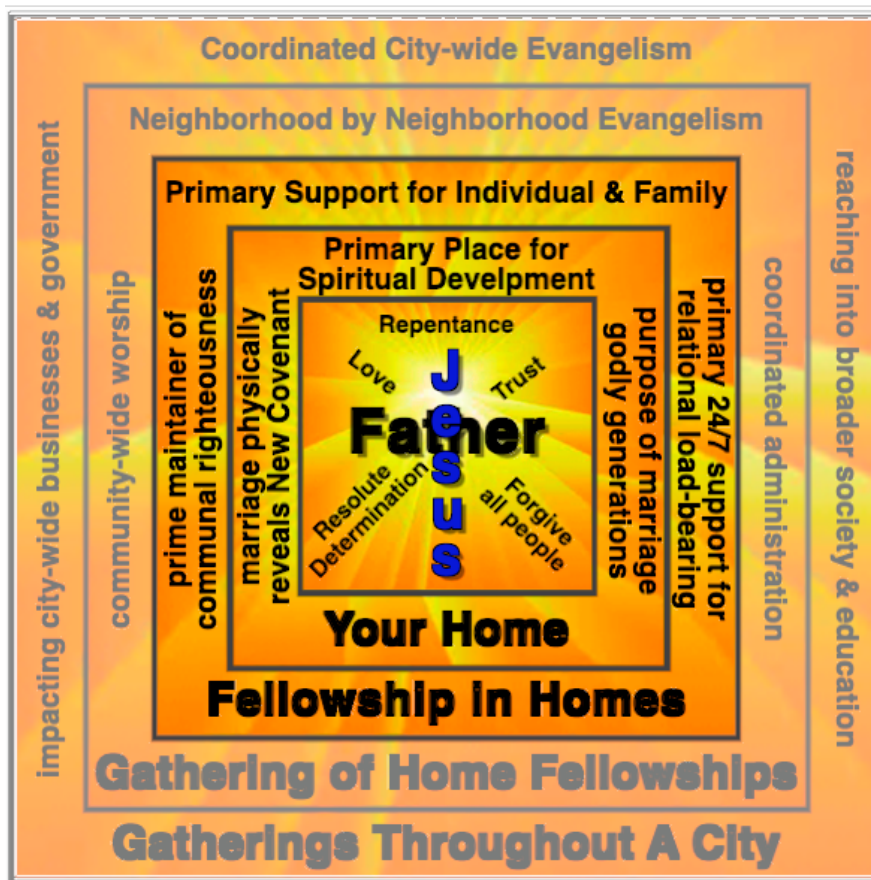 Coordinated City-wide Evangelism
Neighborhood by Neighborhood Evangelism
Primary Support for Individual & Family
Primary Place for
Spiritual Develpment
Repentance
Love
Trust
Jesus
Father
Resolute
Determination
Forgive
all people
impacting city-wide businesses & government
community-wide worship
prime maintainer of
communal righteousness
marriage physically
reveals New Covenant
purpose of marriage
godly generations
primary 24/7 support for
relational load-bearing
coordinated administration
reaching into broader society & education
Your Home
Fellowship in Homes
Gathering of Home Fellowships
Gatherings Throughout A City